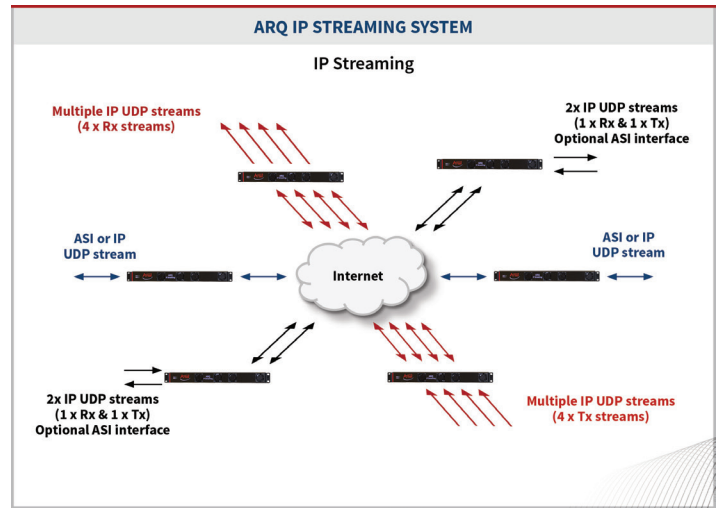 ARQ IP STREAMING SYSTEM
IP Streaming
Multiple IP UDP streams
(4 x Rx streams)
2x IP UDP streams
(1 x Rx & 1 x Tx)
Optional ASI interface
ASI or IP
UDP stream
Internet
ASI or IP
UDP stream
2x IP UDP streams
(1 x Rx & 1 x Tx)
Optional ASI interface
Multiple IP UDP streams
(4 x Tx streams)